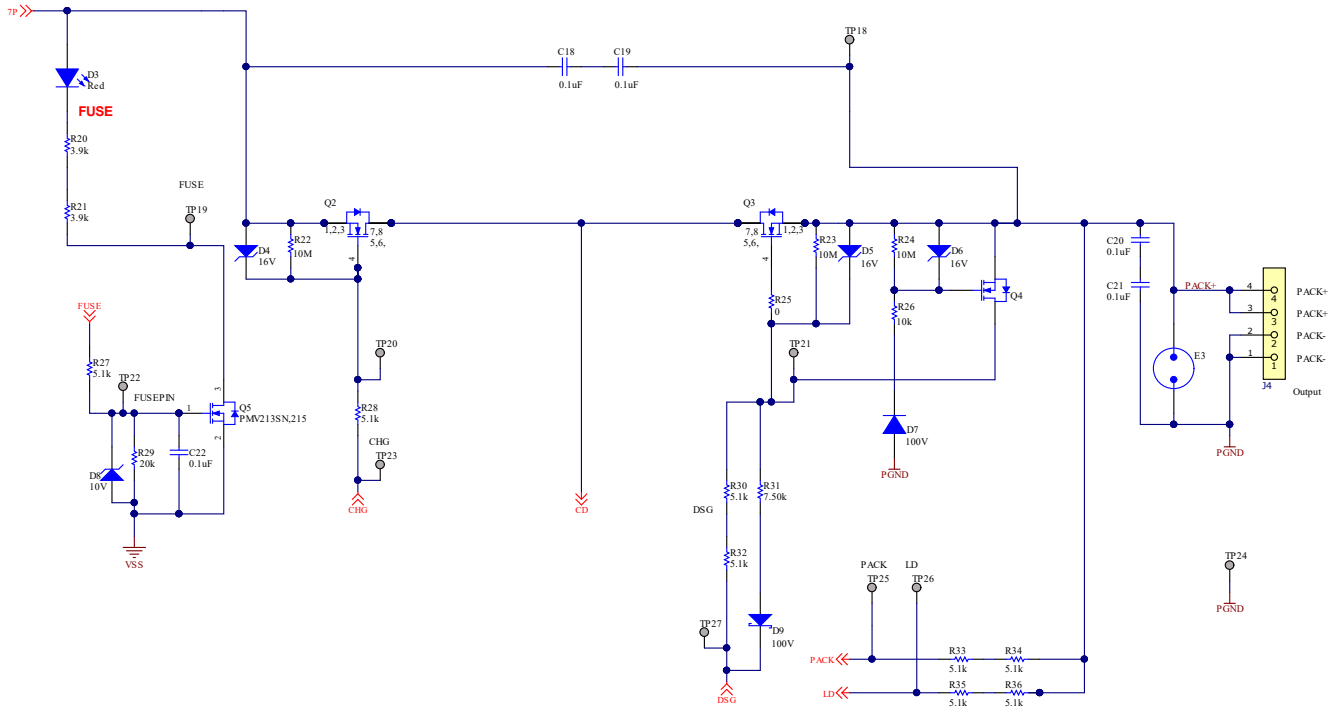 7P
TP18
C18
C19
0.1uF
0.1uF
D3
Red
FUSE
R20
3.9k
FUSE
TP19
R21
3.9k
Q2
1,2,3
7,8
5,6,
4
D4
16V
R22
10M
Q3
7,8
5,6,
1,2,3
4
R23
10M
D5
16V
R24
10M
D6
16V
Q4
R25
0
R26
10k
C20
0.1uF
C21
0.1uF
PACK+
4
4
PACK+
3
3
PACK+
2
2
PACK-
1
1
PACK-
J4
Output
E3
PGND
FUSE
R27
5.1k
TP22
FUSEPIN
1
3
2
Q5
PMV213SN,215
D8
10V
R29
20k
C22
0.1uF
VSS
TP20
R28
5.1k
CHG
TP23
CHG
CD
TP21
D7
100V
PGND
R30
5.1k
R31
7.50k
DSG
R32
5.1k
TP27
D9
100V
DSG
PACK
TP25
LD
TP26
PACK
R33
5.1k
R34
5.1k
LD
R35
5.1k
R36
5.1k
TP24
PGND